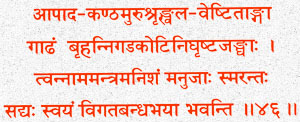 आपाद-कण्ठमुरुशृङ्खल-वेष्टिताङ्गा
गाढं बृहन्निगडकोटिनिघृष्टजङ्घाः ।
त्वन्नाममन्त्रमनिशं मनुजाः स्मरन्तः
सद्यः स्वयं विगतबन्धभया भवन्ति ॥४६॥